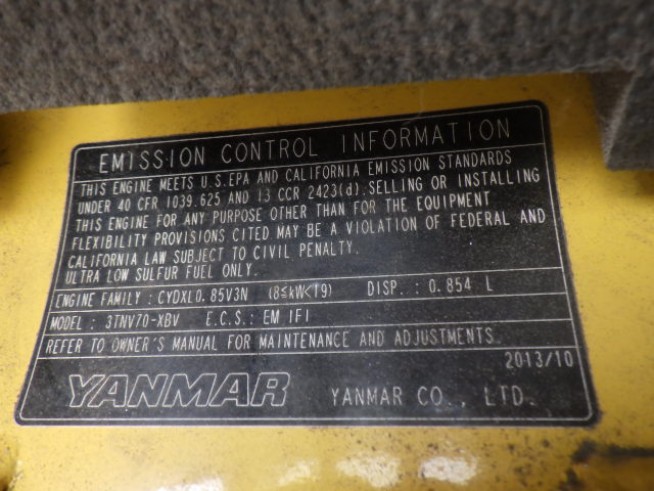 EMISSION CONTROL INFORMATION
THIS ENGINE MEETS U.S.EPA AND CALIFORNIA EMISSION STANDARDS
UNDER 40 CFR 1039.625 AND 13 CCR 2423(d).SELLING OR INSTALLING
THIS ENGINE FOR ANY PURPOSE OTHER THAN FOR THE EQUIPMENT
FLEXIBILITY PROVISIONS CITED MAY BE A VIOLATION OF FEDERAL AND
CALIFORNIA LAW SUBJECT TO CIVIL PENALTY.
ULTRA LOW SULFUR FUEL ONLY.
ENGINE FAMILY : CYDXL0.85V3N (8≤kW<19) DISP.: 0.854 L
MODEL : 3TNV70-XBV E.C.S.: EM IFI
REFER TO OWNER'S MANUAL FOR MAINTENANCE AND ADJUSTMENTS.
2013/10
YANMAR YANMAR CO., LTD.